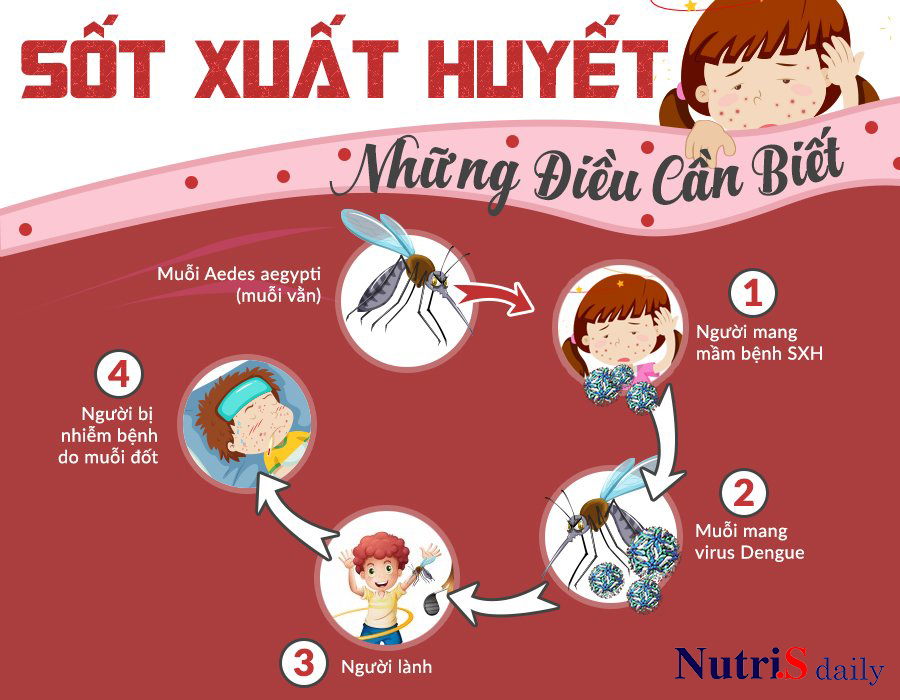 SỐT XUẤT HUYẾT
Những Điều Cần Biết
Muỗi Aedes aegypti
(muỗi vằn)
1
Người mang
mầm bệnh SXH
2
Muỗi mang
virus Dengue
3
Người lành
4
Người bị
nhiễm bệnh
do muỗi đốt
Nutri.S daily